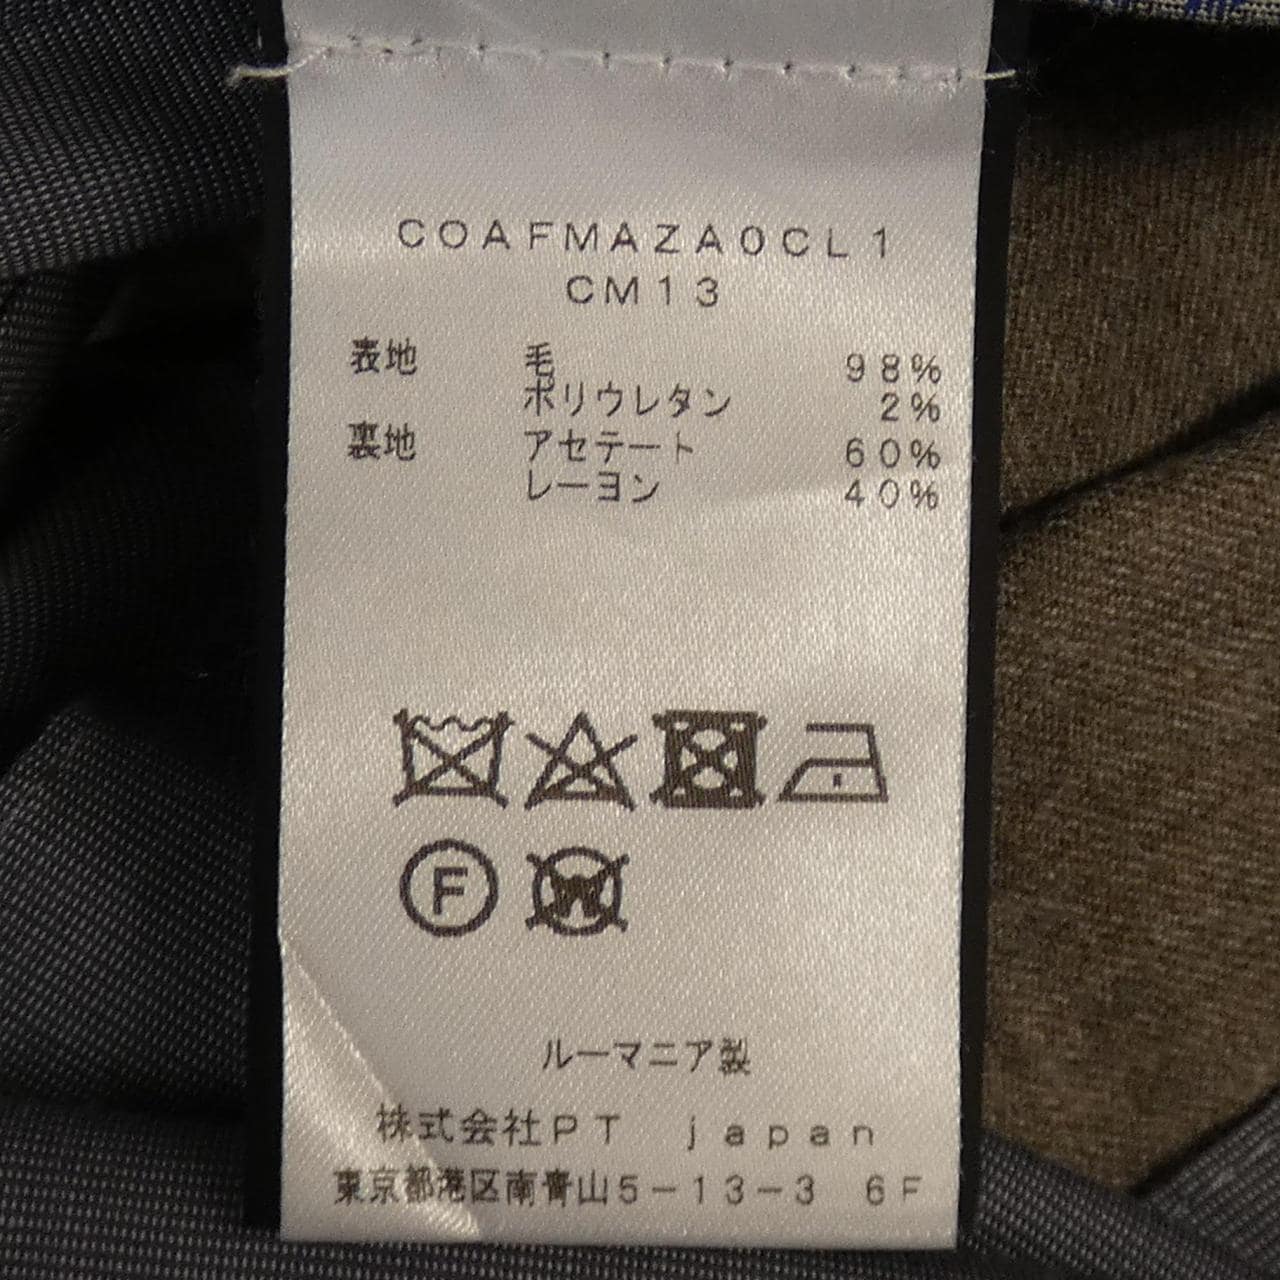 COAFMAZA0CL1
CM13
表地 毛 98%
ポリウレタン 2%
裏地 アセテート 60%
レーヨン 40%
F
W
ルーマニア製
株式会社PT japan
東京都港区南青山5-13-3 6F